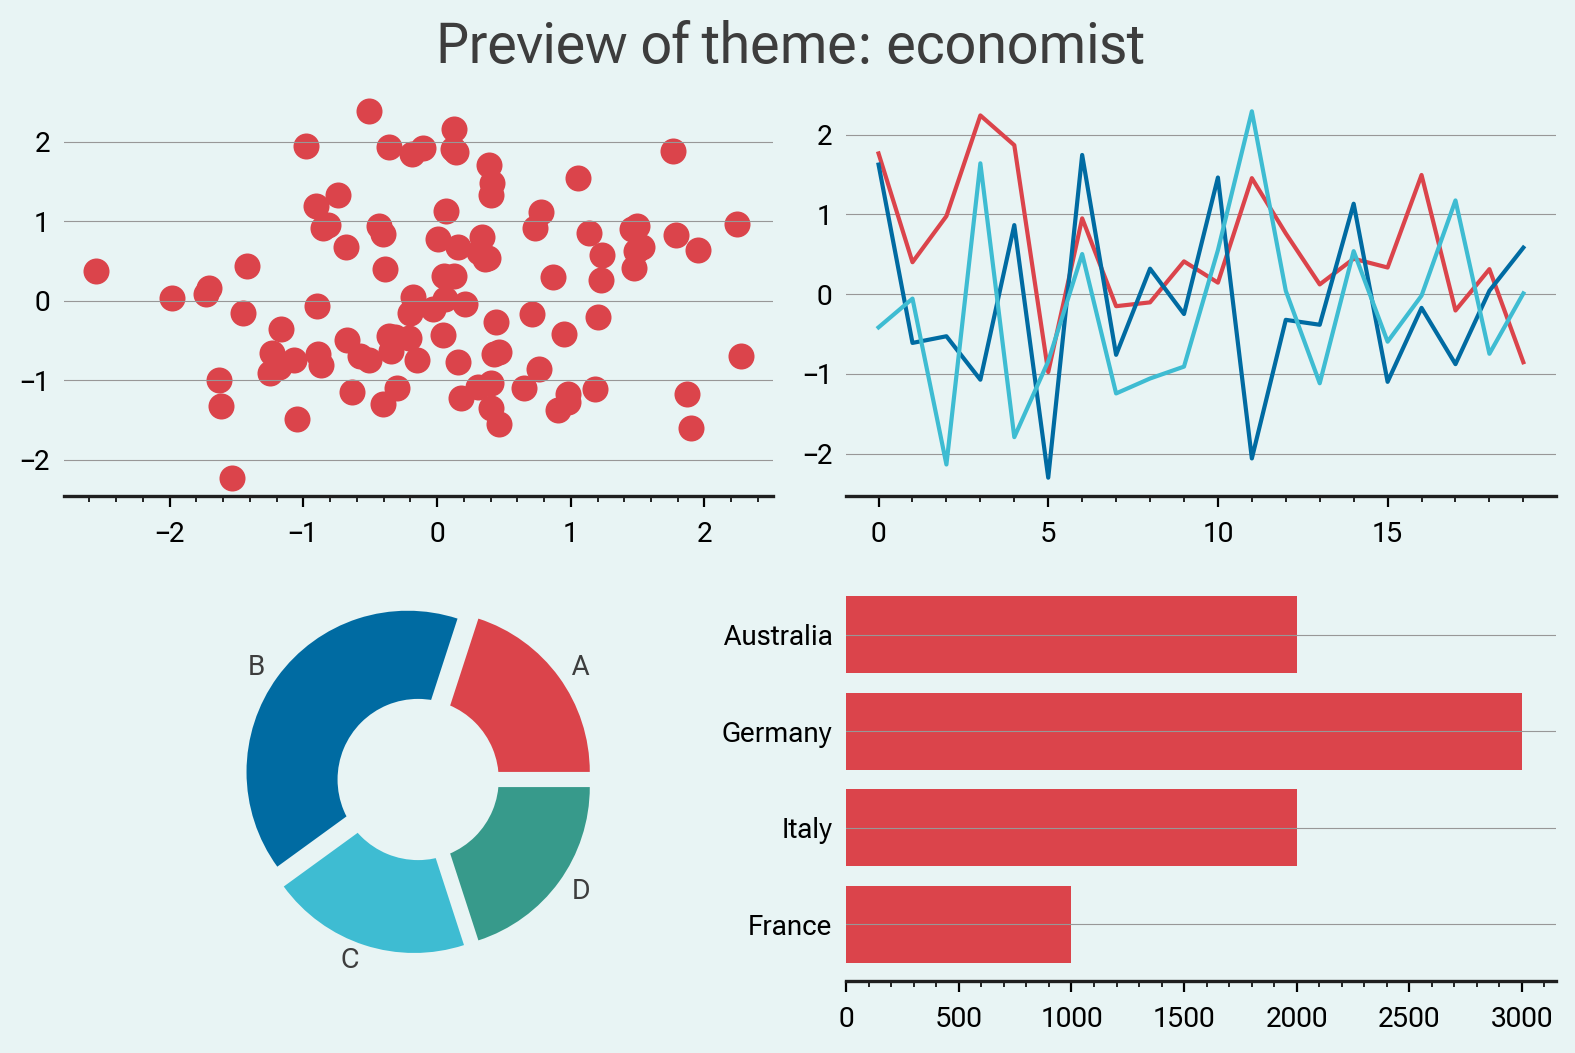 Preview of theme: economist
2
1
0
−1
−2
−2 −1 0 1 2
2
1
0
−1
−2
0 5 10 15
B
A
D
C
Australia
Germany
Italy
France
0 500 1000 1500 2000 2500 3000